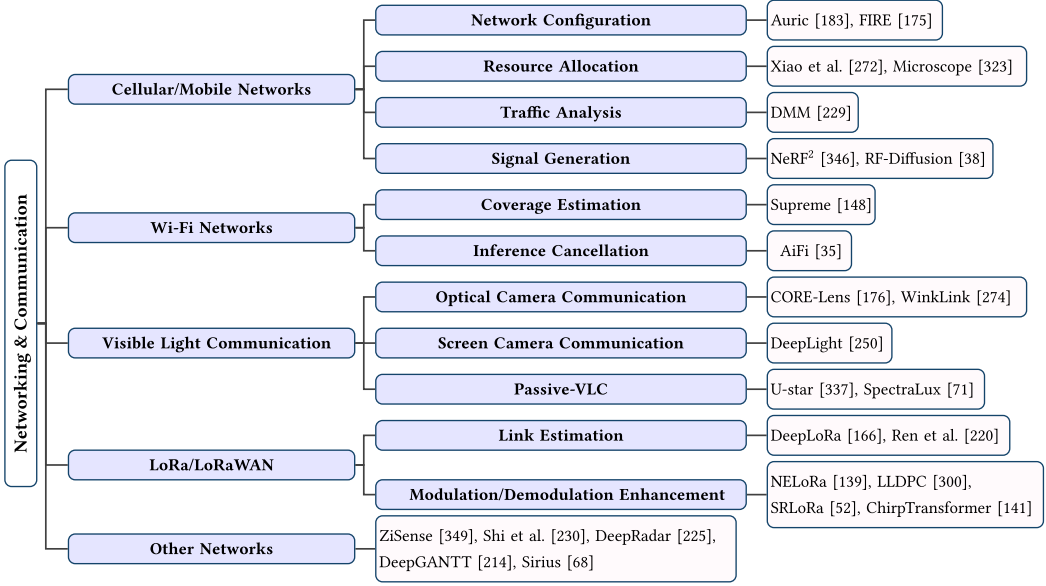 Networking & Communication
Cellular/Mobile Networks
Network Configuration
Auric [183], FIRE [175]
Resource Allocation
Xiao et al. [272], Microscope [323]
Traffic Analysis
DMM [229]
Signal Generation
NeRF² [346], RF-Diffusion [38]
Wi-Fi Networks
Coverage Estimation
Supreme [148]
Inference Cancellation
AiFi [35]
Visible Light Communication
Optical Camera Communication
CORE-Lens [176], WinkLink [274]
Screen Camera Communication
DeepLight [250]
Passive-VLC
U-star [337], SpectraLux [71]
LoRa/LoRaWAN
Link Estimation
DeepLoRa [166], Ren et al. [220]
Modulation/Demodulation Enhancement
NELoRa [139], LLDPC [300],
SRLoRa [52], ChirpTransformer [141]
Other Networks
ZiSense [349], Shi et al. [230], DeepRadar [225],
DeepGANTT [214], Sirius [68]